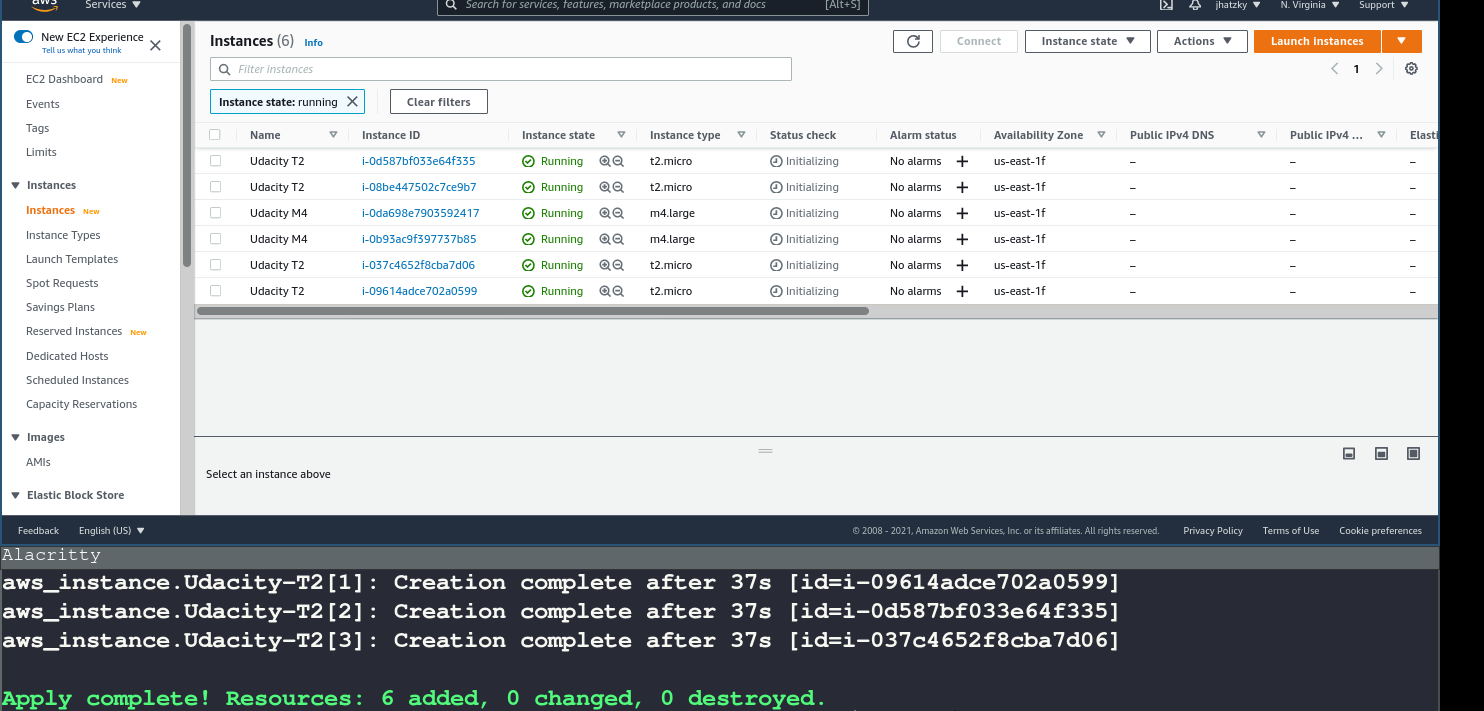 aws Services ▼ Search for services, features, marketplace products, and docs [Alt+S] jhatzky ▼ N. Virginia ▼ Support ▼
New EC2 Experience
Tell us what you think
EC2 Dashboard New
Events
Tags
Limits
Instances
Instances New
Instance Types
Launch Templates
Spot Requests
Savings Plans
Reserved Instances New
Dedicated Hosts
Scheduled Instances
Capacity Reservations
Images
AMIs
Elastic Block Store
Instances (6) Info
Connect Instance state ▼ Actions ▼ Launch instances ▼
Filter instances
1
Instance state: running
Clear filters
Name Instance ID Instance state Instance type Status check Alarm status Availability Zone Public IPv4 DNS Public IPv4 ... Elasti
Udacity T2 i-0d587bf033e64f335 Running t2.micro Initializing No alarms + us-east-1f – – –
Udacity T2 i-08be447502c7ce9b7 Running t2.micro Initializing No alarms + us-east-1f – – –
Udacity M4 i-0da698e7903592417 Running m4.large Initializing No alarms + us-east-1f – – –
Udacity M4 i-0b93ac9f397737b85 Running m4.large Initializing No alarms + us-east-1f – – –
Udacity T2 i-037c4652f8cba7d06 Running t2.micro Initializing No alarms + us-east-1f – – –
Udacity T2 i-09614adce702a0599 Running t2.micro Initializing No alarms + us-east-1f – – –
Select an instance above
Feedback English (US) ▼ © 2008 - 2021, Amazon Web Services, Inc. or its affiliates. All rights reserved. Privacy Policy Terms of Use Cookie preferences
Alacritty
aws_instance.Udacity-T2[1]: Creation complete after 37s [id=i-09614adce702a0599]
aws_instance.Udacity-T2[2]: Creation complete after 37s [id=i-0d587bf033e64f335]
aws_instance.Udacity-T2[3]: Creation complete after 37s [id=i-037c4652f8cba7d06]
Apply complete! Resources: 6 added, 0 changed, 0 destroyed.